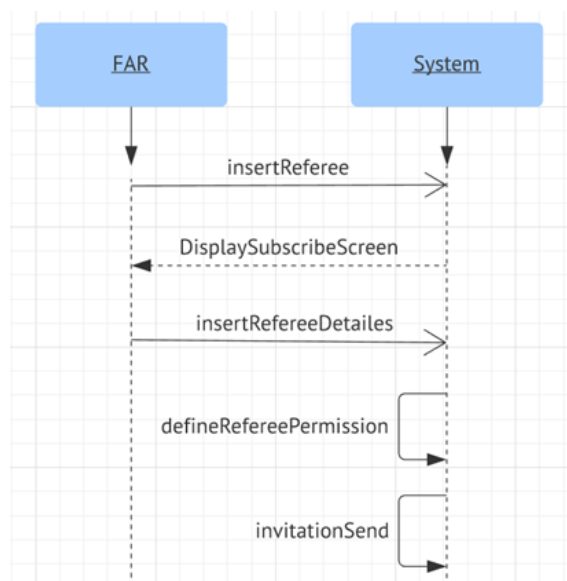 FAR
System
insertReferee
DisplaySubscribeScreen
insertRefereeDetailes
defineRefereePermission
invitationSend